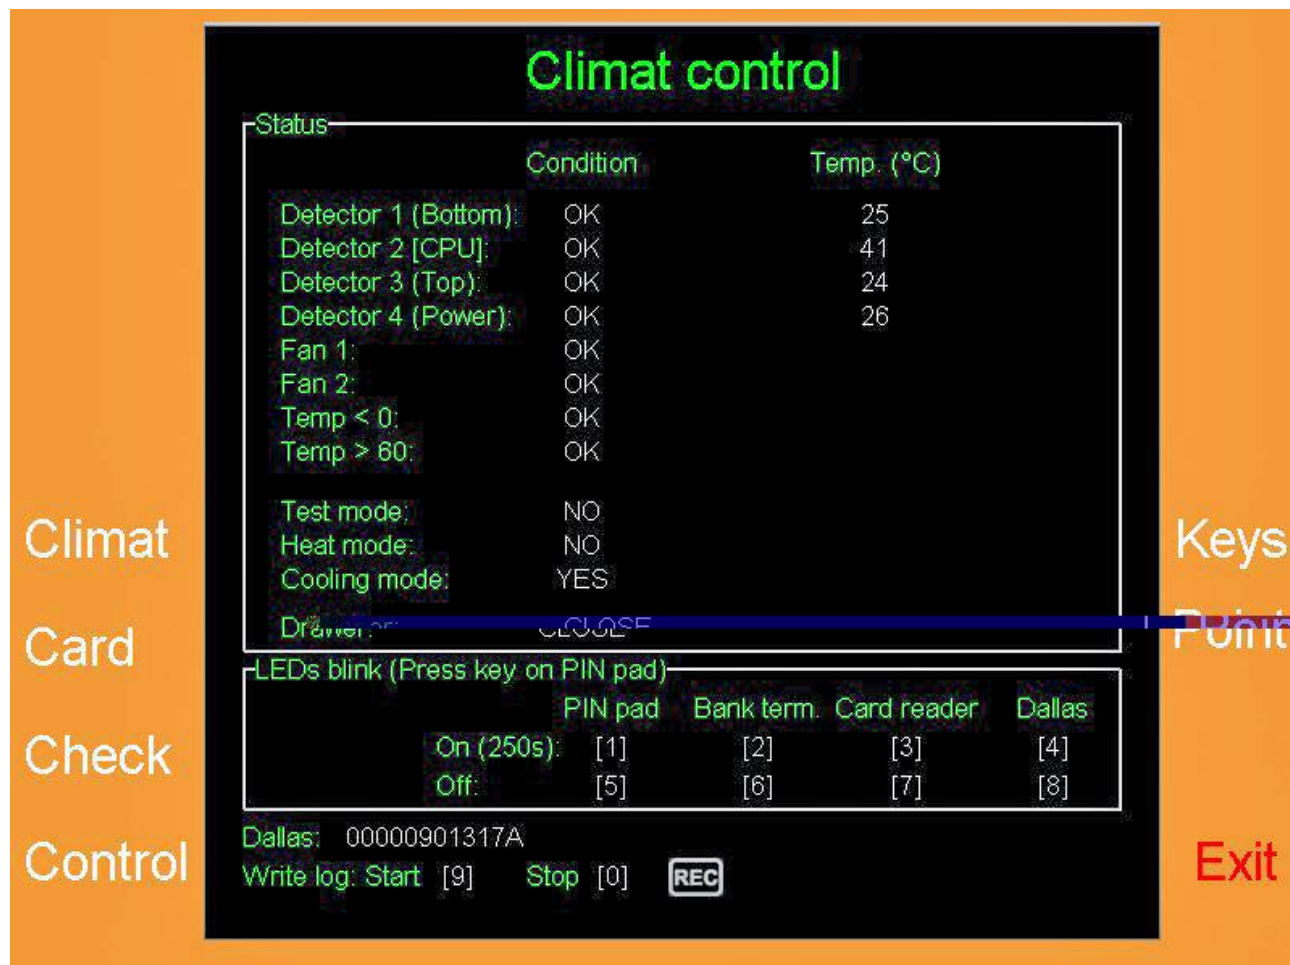 Climat control
Status
Condition Temp. (°C)
Detector 1 (Bottom): OK 25
Detector 2 [CPU]: OK 41
Detector 3 (Top): OK 24
Detector 4 (Power): OK 26
Fan 1: OK
Fan 2: OK
Temp < 0: OK
Temp > 60: OK
Test mode: NO
Heat mode: NO
Cooling mode: YES
CLOSE
LEDs blink (Press key on PIN pad)
PIN pad Bank term. Card reader Dallas
On (250s): [1] [2] [3] [4]
Off: [5] [6] [7] [8]
Dallas: 00000901317A
Write log: Start [9] Stop [0] REC
Climat
Card
Check
Control
Keys
Point
Exit